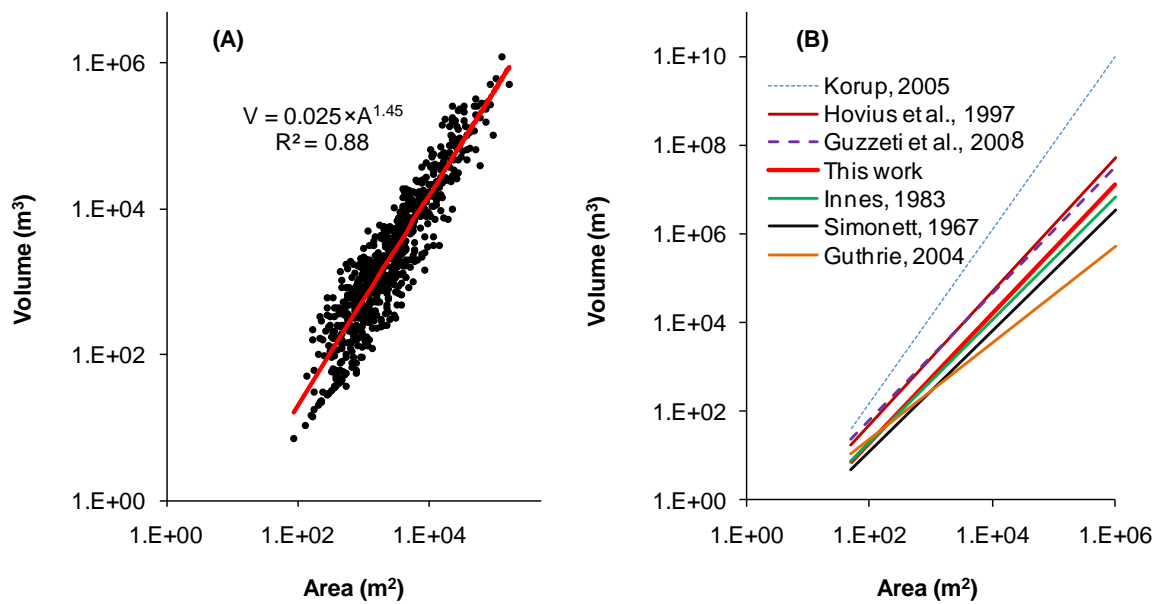 (A)
1.E+06
V = 0.025×A^1.45
R² = 0.88
1.E+04
1.E+02
1.E+00
1.E+00 1.E+02 1.E+04
Volume (m³)
Area (m²)
(B)
1.E+10
Korup, 2005
Hovius et al., 1997
Guzzeti et al., 2008
This work
Innes, 1983
Simonett, 1967
Guthrie, 2004
1.E+08
1.E+06
1.E+04
1.E+02
1.E+00
1.E+00 1.E+02 1.E+04 1.E+06
Volume (m³)
Area (m²)